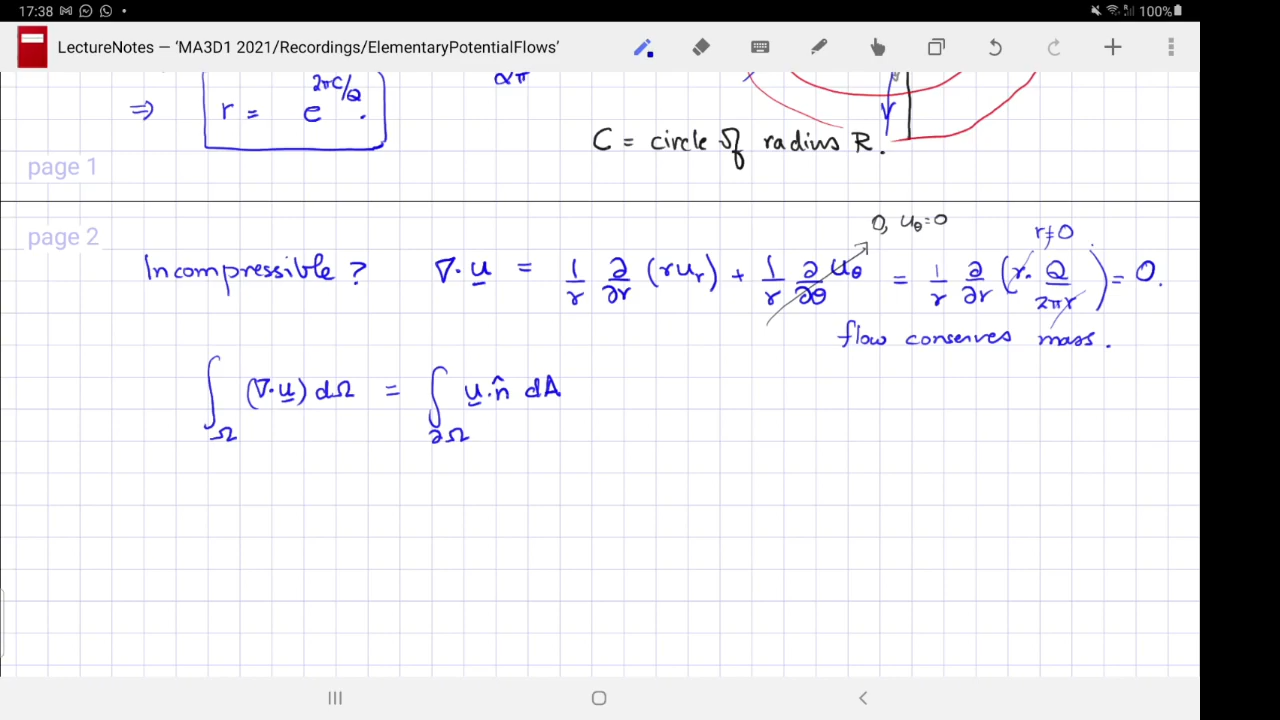 17:38
100%
LectureNotes — ‘MA3D1 2021/Recordings/ElementaryPotentialFlows’
⇒ r = e^{2πC/Q}.
απ
r
C = circle of radius R.
page 1
page 2
0, u_θ=0
r≠0
Incompressible? ∇·u = 1/r ∂/∂r (r u_r) + 1/r ∂/∂θ u_θ = 1/r ∂/∂r (r · Q/2πr) = 0.
flow conserves mass.
∫_Ω (∇·u) dΩ = ∫_∂Ω u·n̂ dA